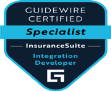 GUIDEWIRE
CERTIFIED
Specialist
InsuranceSuite
Integration
Developer
G